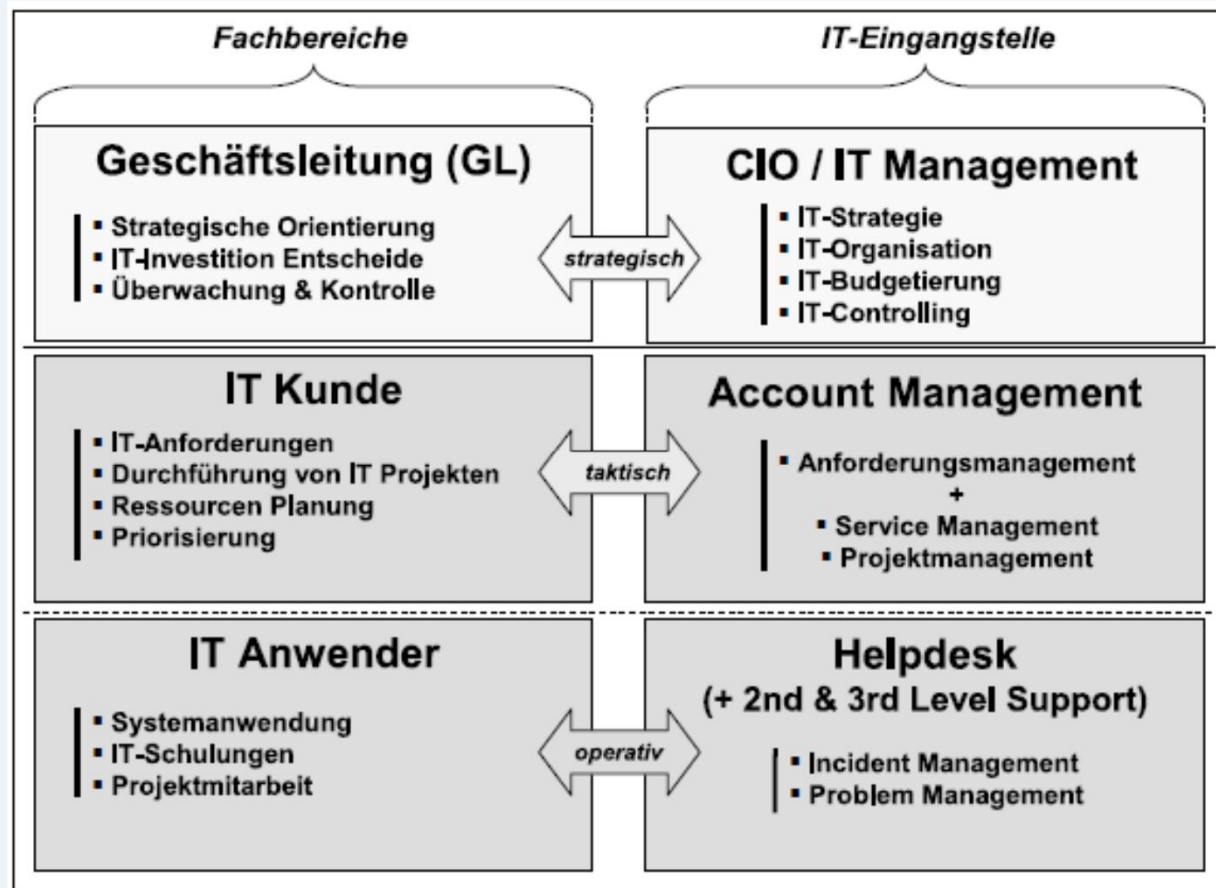 Fachbereiche
IT-Eingangstelle
Geschäftsleitung (GL)
▪ Strategische Orientierung
▪ IT-Investition Entscheide
▪ Überwachung & Kontrolle
strategisch
CIO / IT Management
▪ IT-Strategie
▪ IT-Organisation
▪ IT-Budgetierung
▪ IT-Controlling
IT Kunde
▪ IT-Anforderungen
▪ Durchführung von IT Projekten
▪ Ressourcen Planung
▪ Priorisierung
taktisch
Account Management
▪ Anforderungsmanagement
+
▪ Service Management
▪ Projektmanagement
IT Anwender
▪ Systemanwendung
▪ IT-Schulungen
▪ Projektmitarbeit
operativ
Helpdesk
(+ 2nd & 3rd Level Support)
▪ Incident Management
▪ Problem Management